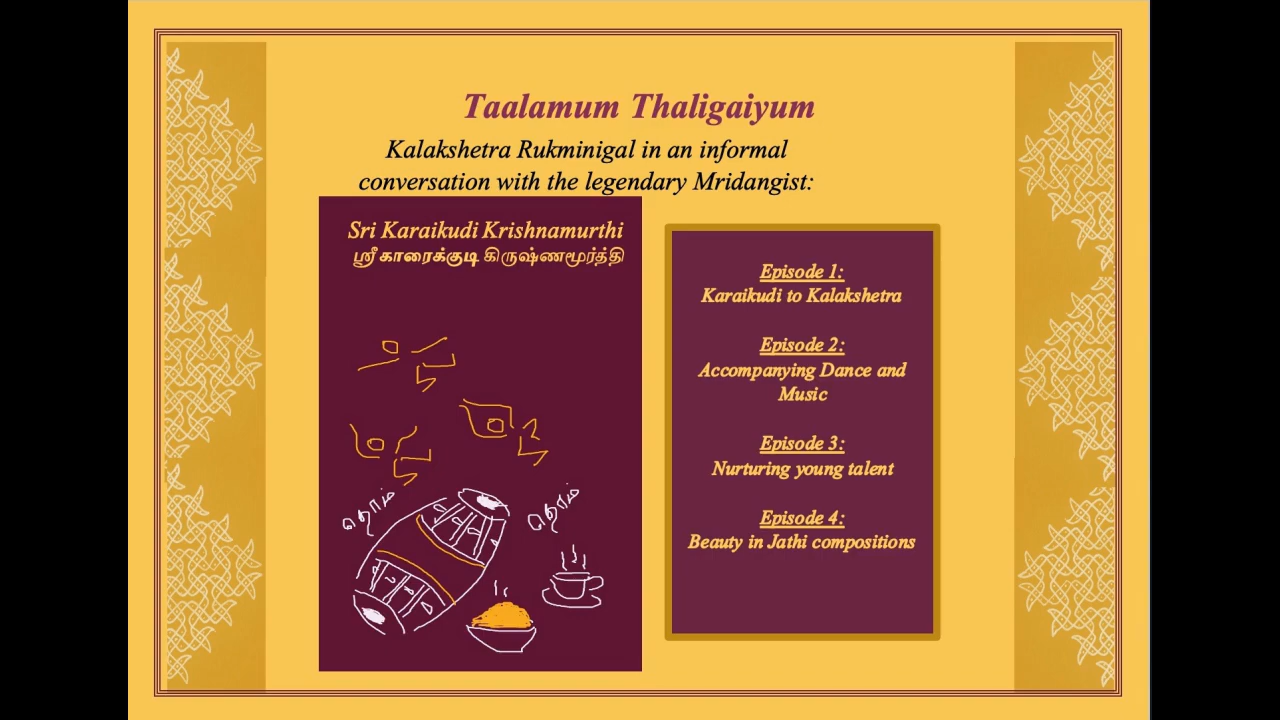 Taalamum Thaligaiyum
Kalakshetra Rukminigal in an informal
conversation with the legendary Mridangist:
Sri Karaikudi Krishnamurthi
ஸ்ரீ காரைக்குடி கிருஷ்ணமூர்த்தி
தொம்
தொம்
Episode 1:
Karaikudi to Kalakshetra
Episode 2:
Accompanying Dance and
Music
Episode 3:
Nurturing young talent
Episode 4:
Beauty in Jathi compositions